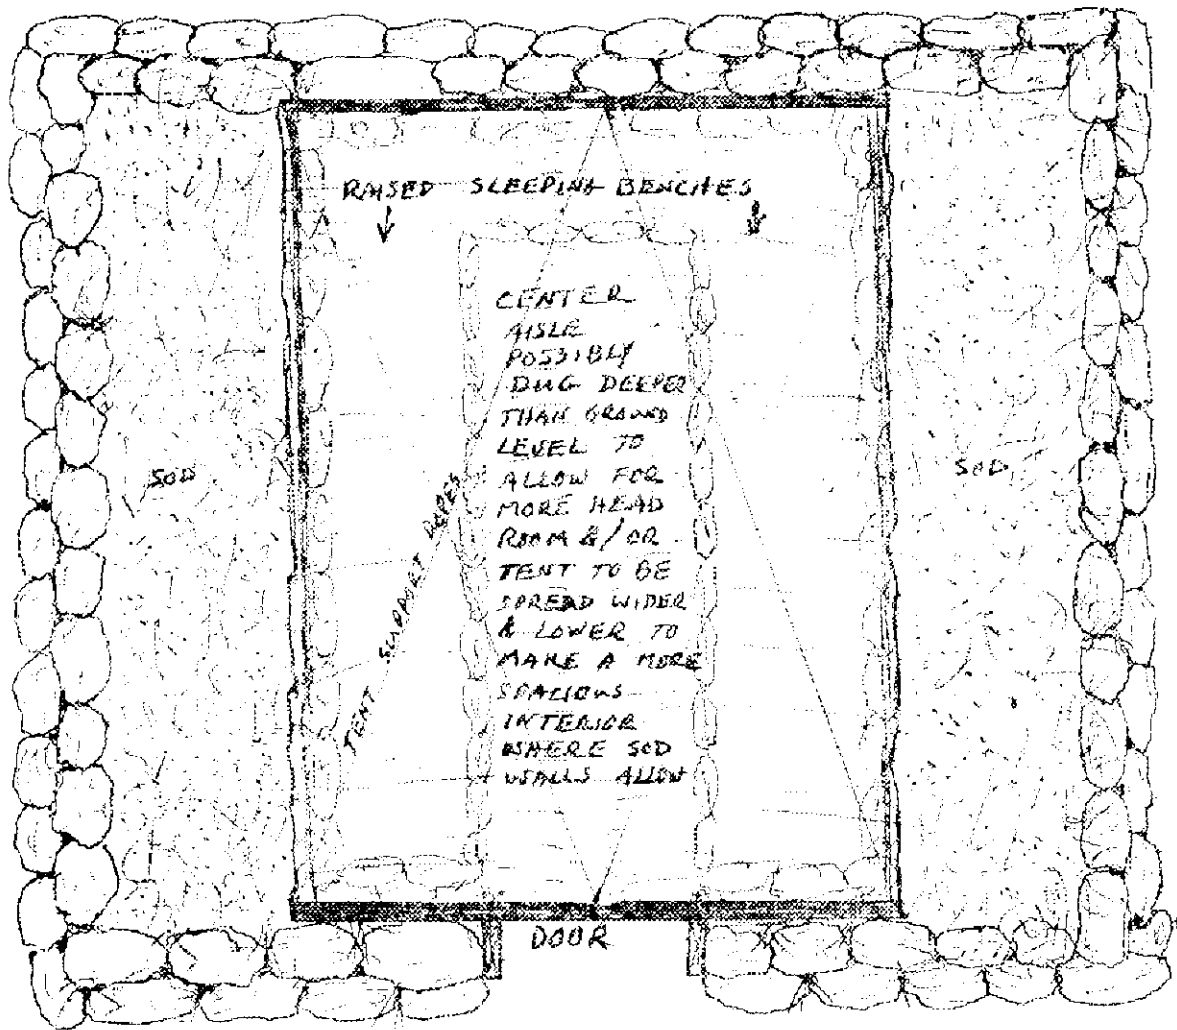 RAISED SLEEPING BENCHES
CENTER
AISLE
POSSIBLY
DUG DEEPER
THAN GROUND
LEVEL TO
ALLOW FOR
MORE HEAD
ROOM &/OR
TENT TO BE
SPREAD WIDER
& LOWER TO
MAKE A MORE
SPACIOUS
INTERIOR
WHERE SOD
WALLS ALLOW
SOD
SOD
TENT SUPPORT ROPES
DOOR